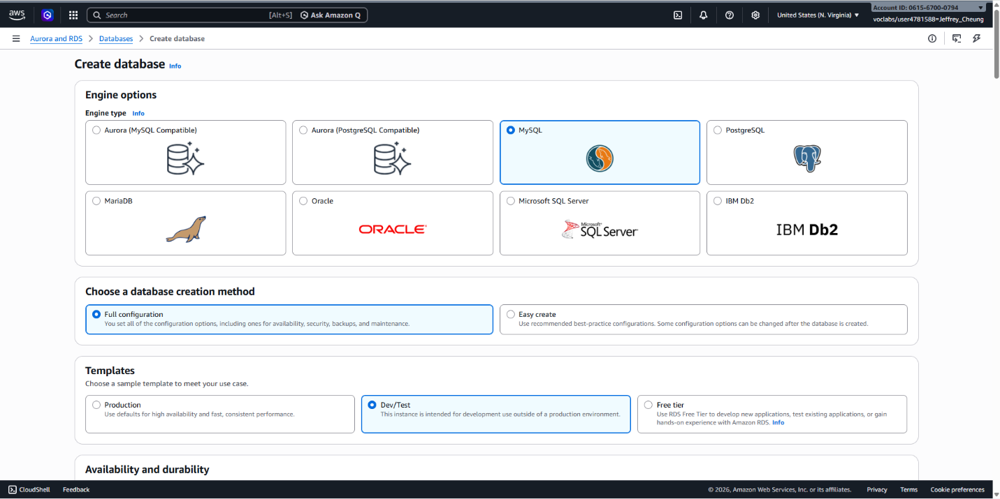 aws
Search [Alt+S] Ask Amazon Q
United States (N. Virginia) ▼
Account ID: 0615-6700-0794 ▼
voclabs/user4781588=Jeffrey_Cheung
Aurora and RDS > Databases > Create database
Create database Info
Engine options
Engine type Info
Aurora (MySQL Compatible)
Aurora (PostgreSQL Compatible)
MySQL
PostgreSQL
MariaDB
Oracle
ORACLE
Microsoft SQL Server
Microsoft SQL Server
IBM Db2
IBM Db2
Choose a database creation method
Full configuration
You set all of the configuration options, including ones for availability, security, backups, and maintenance.
Easy create
Use recommended best-practice configurations. Some configuration options can be changed after the database is created.
Templates
Choose a sample template to meet your use case.
Production
Use defaults for high availability and fast, consistent performance.
Dev/Test
This instance is intended for development use outside of a production environment.
Free tier
Use RDS Free Tier to develop new applications, test existing applications, or gain
hands-on experience with Amazon RDS. Info
Availability and durability
CloudShell Feedback © 2026, Amazon Web Services, Inc. or its affiliates. Privacy Terms Cookie preferences